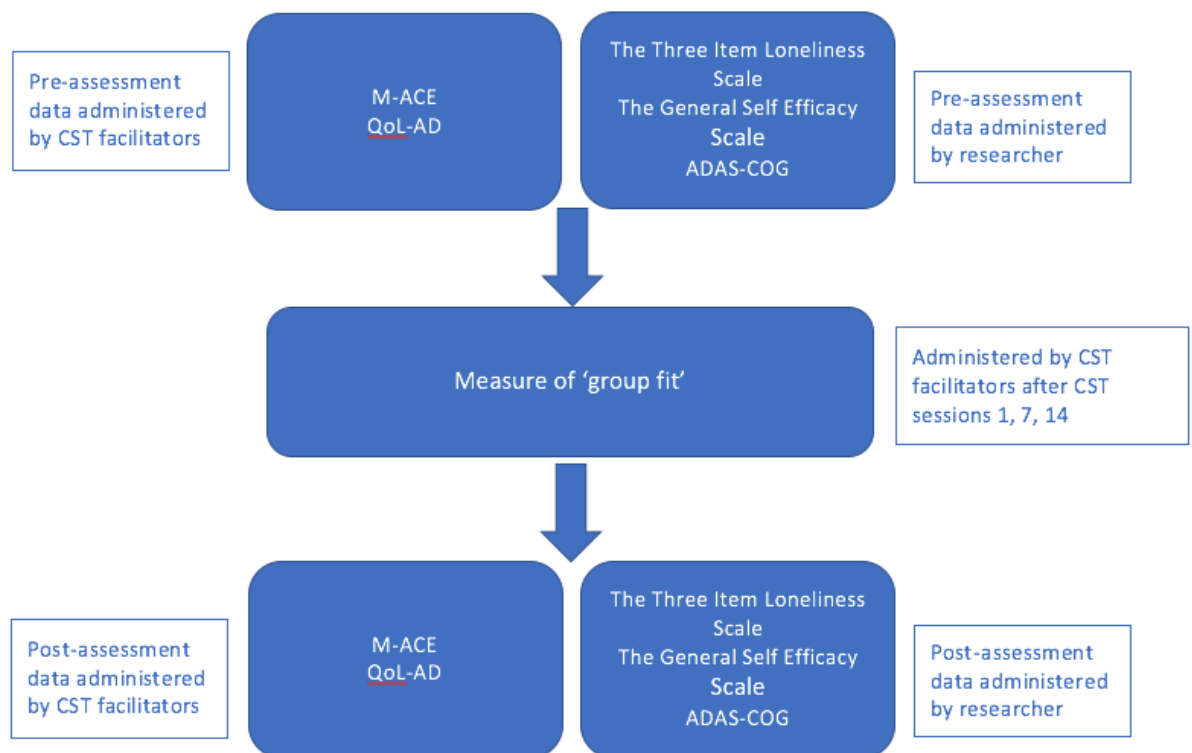 Pre-assessment
data administered
by CST facilitators
M-ACE
QoL-AD
The Three Item Loneliness
Scale
The General Self Efficacy
Scale
ADAS-COG
Pre-assessment
data administered
by researcher
Measure of ‘group fit’
Administered by CST
facilitators after CST
sessions 1, 7, 14
Post-assessment
data administered
by CST facilitators
M-ACE
QoL-AD
The Three Item Loneliness
Scale
The General Self Efficacy
Scale
ADAS-COG
Post-assessment
data administered
by researcher